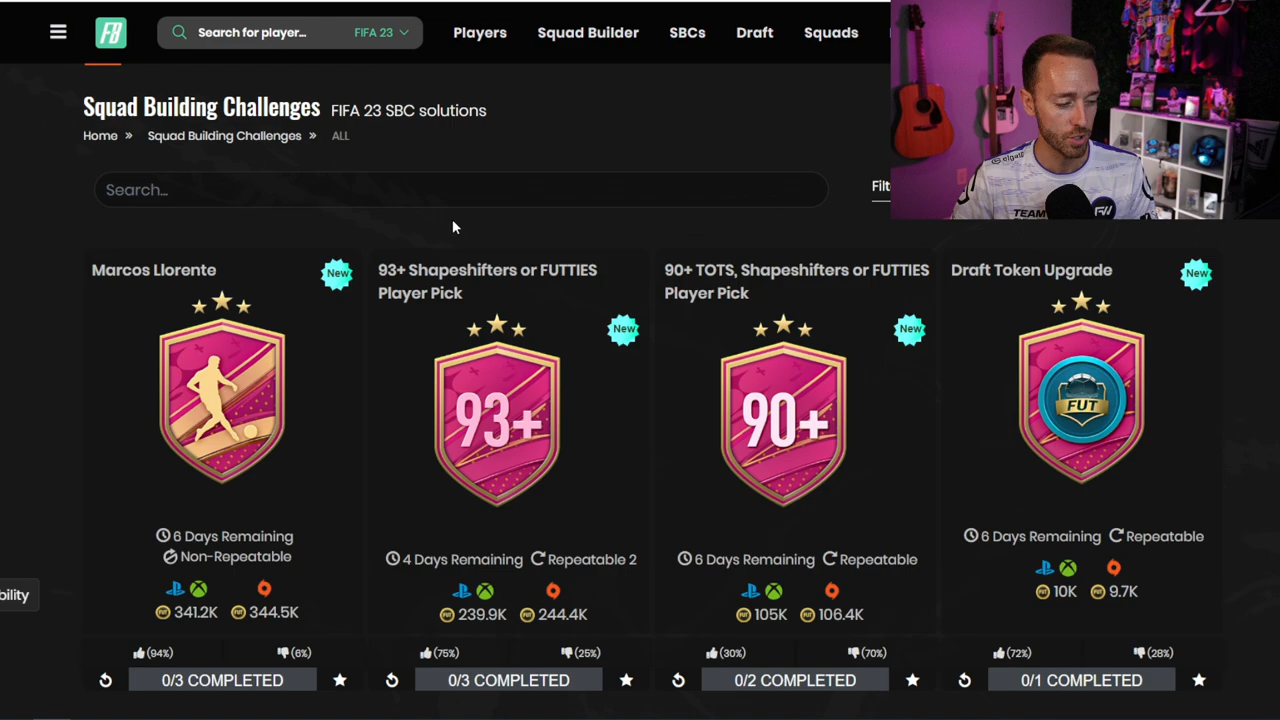 FB
Search for player...
FIFA 23
Players
Squad Builder
SBCs
Draft
Squads
Squad Building Challenges
FIFA 23 SBC solutions
Home » Squad Building Challenges » ALL
Search...
Marcos Llorente
New
6 Days Remaining
Non-Repeatable
341.2K
344.5K
(94%)
(6%)
0/3 COMPLETED
93+ Shapeshifters or FUTTIES
Player Pick
New
93+
4 Days Remaining
Repeatable 2
239.9K
244.4K
(75%)
(25%)
0/3 COMPLETED
90+ TOTS, Shapeshifters or FUTTIES
Player Pick
New
90+
6 Days Remaining
Repeatable
105K
106.4K
(30%)
(70%)
0/2 COMPLETED
Draft Token Upgrade
New
FUT
6 Days Remaining
Repeatable
10K
9.7K
(72%)
(28%)
0/1 COMPLETED
bility
elgato
TEAM